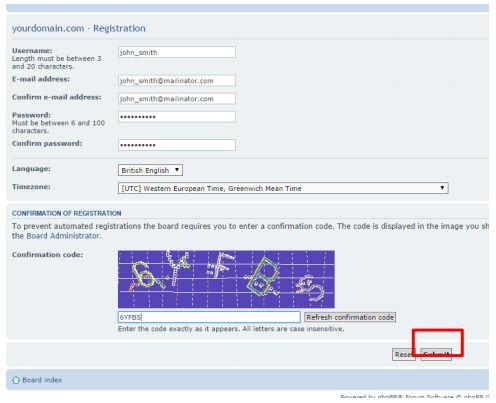 yourdomain.com - Registration
Username:
Length must be between 3
and 20 characters.
john_smith
E-mail address:
john_smith@mailinator.com
Confirm e-mail address:
john_smith@mailinator.com
Password:
Must be between 6 and 100
characters.
••••••••••
Confirm password:
••••••••••
Language:
British English
Timezone:
[UTC] Western European Time, Greenwich Mean Time
CONFIRMATION OF REGISTRATION
To prevent automated registrations the board requires you to enter a confirmation code. The code is displayed in the image you sh
the Board Administrator.
Confirmation code:
6YFBS
Refresh confirmation code
Enter the code exactly as it appears. All letters are case insensitive.
Reset Submit
Board index
Powered by phpBB® Forum Software © phpBB G